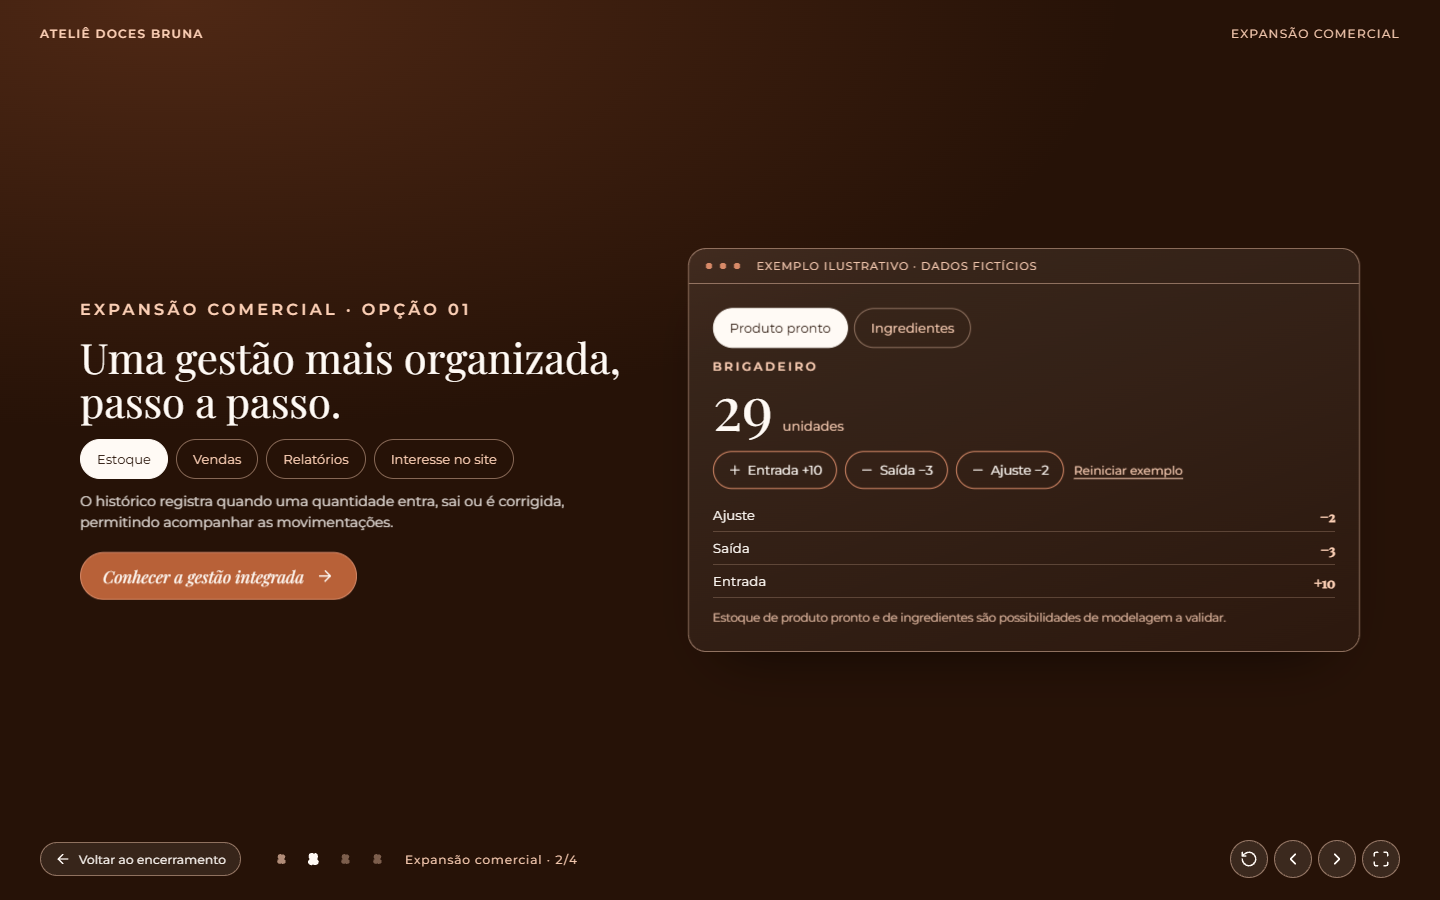 ATELIÊ DOCES BRUNA
EXPANSÃO COMERCIAL
EXPANSÃO COMERCIAL · OPÇÃO 01
Uma gestão mais organizada,
passo a passo.
Estoque
Vendas
Relatórios
Interesse no site
O histórico registra quando uma quantidade entra, sai ou é corrigida,
permitindo acompanhar as movimentações.
Conhecer a gestão integrada →
EXEMPLO ILUSTRATIVO · DADOS FICTÍCIOS
Produto pronto
Ingredientes
BRIGADEIRO
29 unidades
+ Entrada +10
− Saída −3
− Ajuste −2
Reiniciar exemplo
Ajuste −2
Saída −3
Entrada +10
Estoque de produto pronto e de ingredientes são possibilidades de modelagem a validar.
← Voltar ao encerramento
Expansão comercial · 2/4